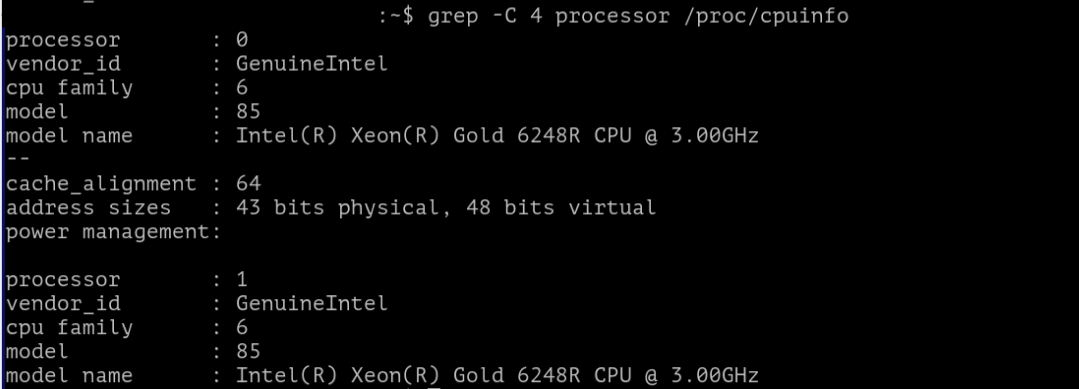 :~$ grep -C 4 processor /proc/cpuinfo
processor : 0
vendor_id : GenuineIntel
cpu family : 6
model : 85
model name : Intel(R) Xeon(R) Gold 6248R CPU @ 3.00GHz
--
cache_alignment : 64
address sizes : 43 bits physical, 48 bits virtual
power management:
processor : 1
vendor_id : GenuineIntel
cpu family : 6
model : 85
model name : Intel(R) Xeon(R) Gold 6248R CPU @ 3.00GHz